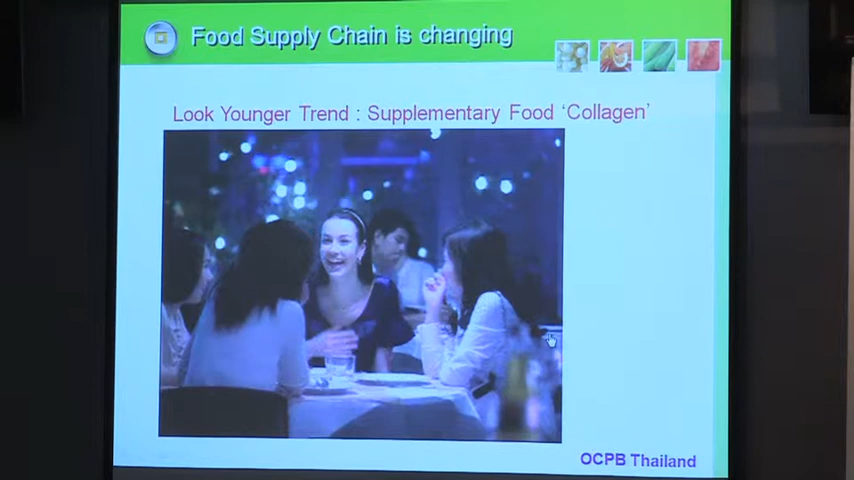 Food Supply Chain is changing
Look Younger Trend : Supplementary Food ‘Collagen’
OCPB Thailand